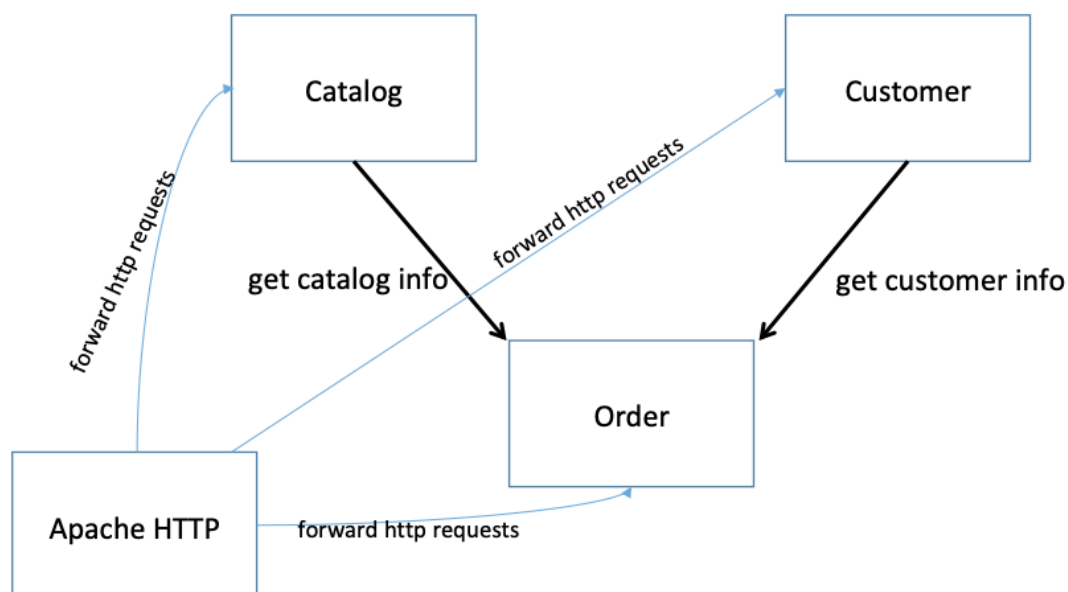 Catalog
Customer
forward http requests
forward http requests
get catalog info
get customer info
Order
Apache HTTP
forward http requests